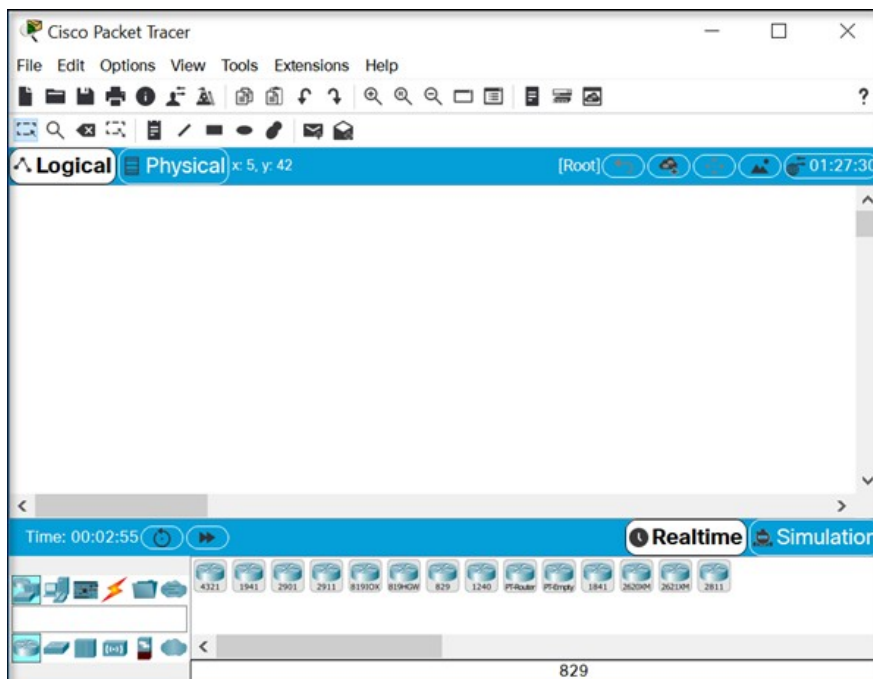 Cisco Packet Tracer
File Edit Options View Tools Extensions Help
?
Logical Physical x: 5, y: 42 [Root] 01:27:30
Time: 00:02:55 Realtime Simulation
4321 1941 2901 2911 819IOX 819HGW 829 1240 PT-Router PT-Empty 1841 2620XM 2621XM 2811
829